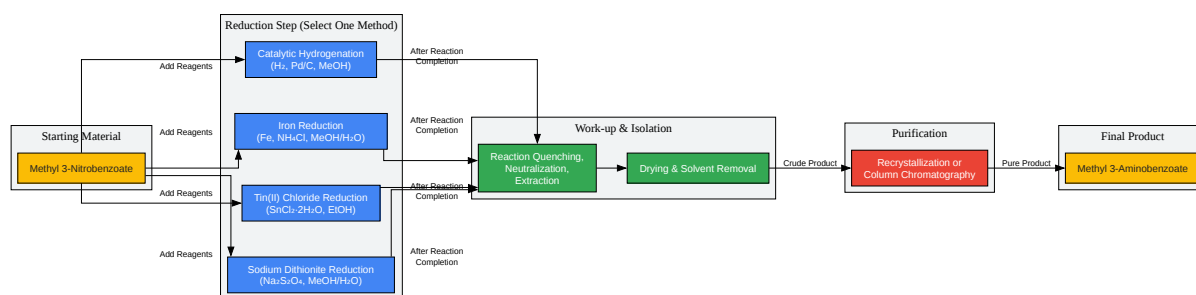 Reduction Step (Select One Method)
Catalytic Hydrogenation
(H₂, Pd/C, MeOH)
After Reaction
Completion
Add Reagents
Iron Reduction
(Fe, NH₄Cl, MeOH/H₂O)
After Reaction
Completion
Add Reagents
Starting Material
Methyl 3-Nitrobenzoate
Work-up & Isolation
Reaction Quenching,
Neutralization,
Extraction
Drying & Solvent Removal
Crude Product
Purification
Recrystallization or
Column Chromatography
Pure Product
Final Product
Methyl 3-Aminobenzoate
Add Reagents
Tin(II) Chloride Reduction
(SnCl₂·2H₂O, EtOH)
After Reaction
Completion
Add Reagents
Sodium Dithionite Reduction
(Na₂S₂O₄, MeOH/H₂O)
After Reaction
Completion